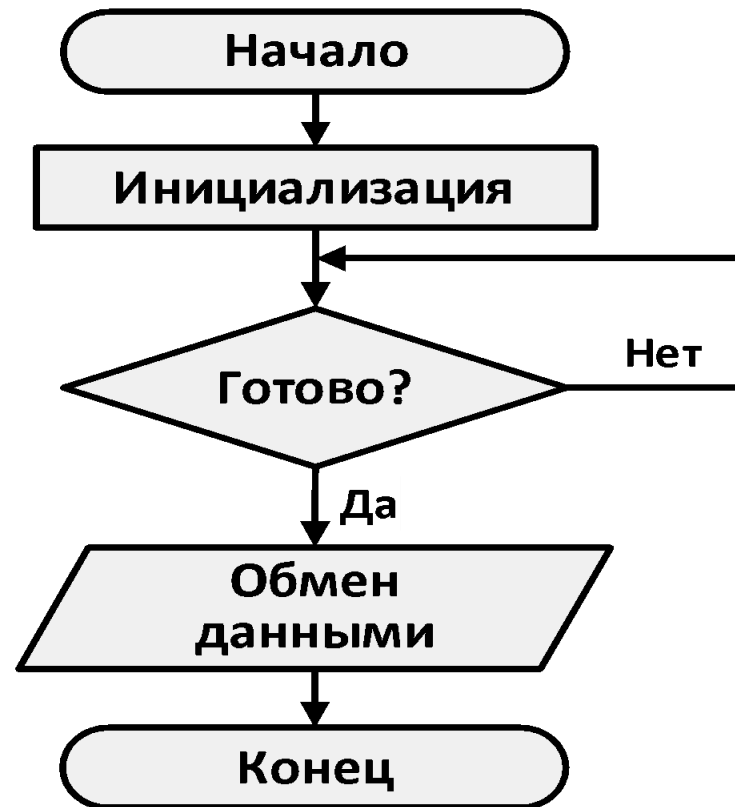 Начало
Инициализация
Готово?
Нет
Да
Обмен
данными
Конец